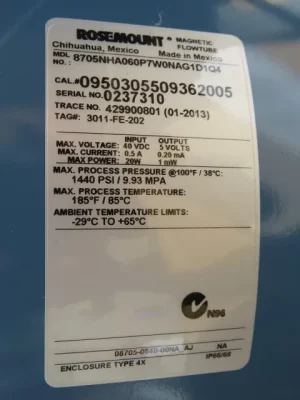 ROSEMOUNT® MAGNETIC FLOWTUBE
Chihuahua, Mexico Made in Mexico
MDL NO.: 8705NHA060P7W0NAG1D1Q4
CAL.# 0950305509362005
SERIAL NO. 0237310
TRACE NO. 429900801 (01-2013)
TAG#: 3011-FE-202
INPUT OUTPUT
MAX. VOLTAGE: 40 VDC 5 VOLTS
MAX. CURRENT: 0.5 A 0.20 mA
MAX. POWER: 20W 1 mW
MAX. PROCESS PRESSURE @100°F / 38°C:
1440 PSI / 9.93 MPA
MAX. PROCESS TEMPERATURE:
185°F / 85°C
AMBIENT TEMPERATURE LIMITS:
-29°C TO +65°C
N96
AJ NA
ENCLOSURE TYPE 4X IP66/68